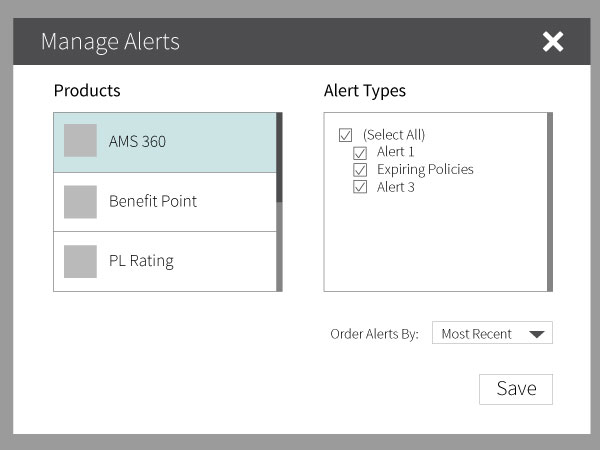 Manage Alerts
Products
Alert Types
AMS 360
Benefit Point
PL Rating
(Select All)
Alert 1
Expiring Policies
Alert 3
Order Alerts By:
Most Recent
Save